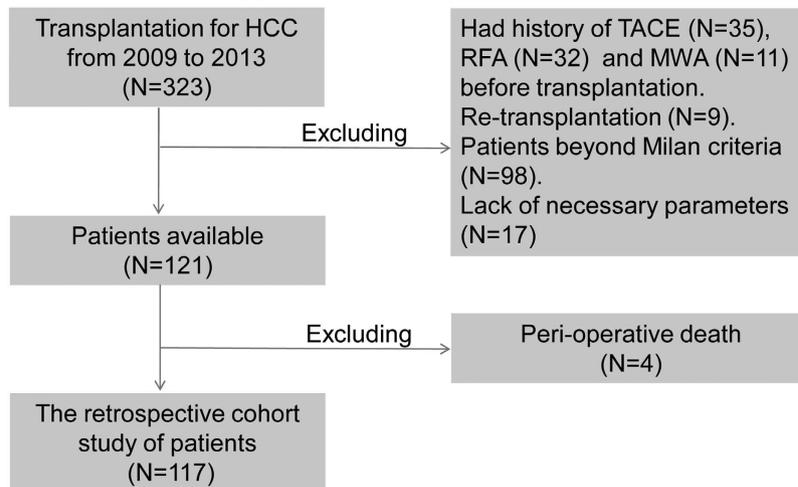 Transplantation for HCC
from 2009 to 2013
(N=323)
Excluding
Had history of TACE (N=35),
RFA (N=32) and MWA (N=11)
before transplantation.
Re-transplantation (N=9).
Patients beyond Milan criteria
(N=98).
Lack of necessary parameters
(N=17)
Patients available
(N=121)
Excluding
Peri-operative death
(N=4)
The retrospective cohort
study of patients
(N=117)